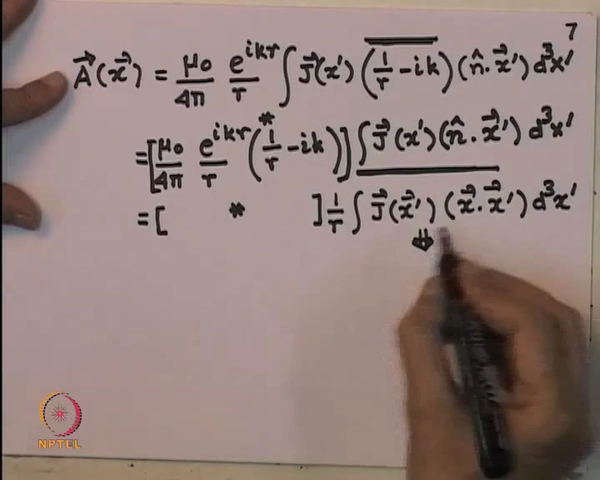 7
A⃗(x⃗) = μ₀/4π e^{ikr}/r ∫ J⃗(x') (1/r - ik) (n̂·x⃗') d³x'
= [μ₀/4π e^{ikr}/r (1/r* - ik)] ∫ J⃗(x') (n̂·x⃗') d³x'
= [ * ] 1/r ∫ J⃗(x⃗') (x⃗·x⃗') d³x'
⇓
NPTEL